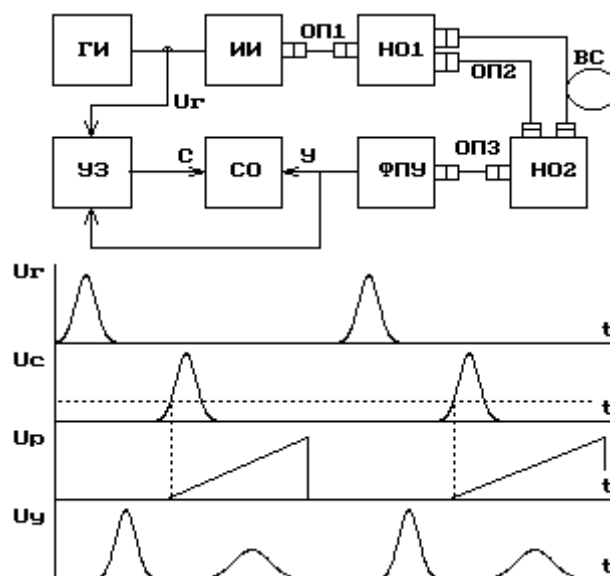 ГИ ИИ ОП1 НО1 ОП2 ВС
Uг
УЗ С СО У ФПУ ОП3 НО2
Uг t
Uс t
Uр t
Uу t